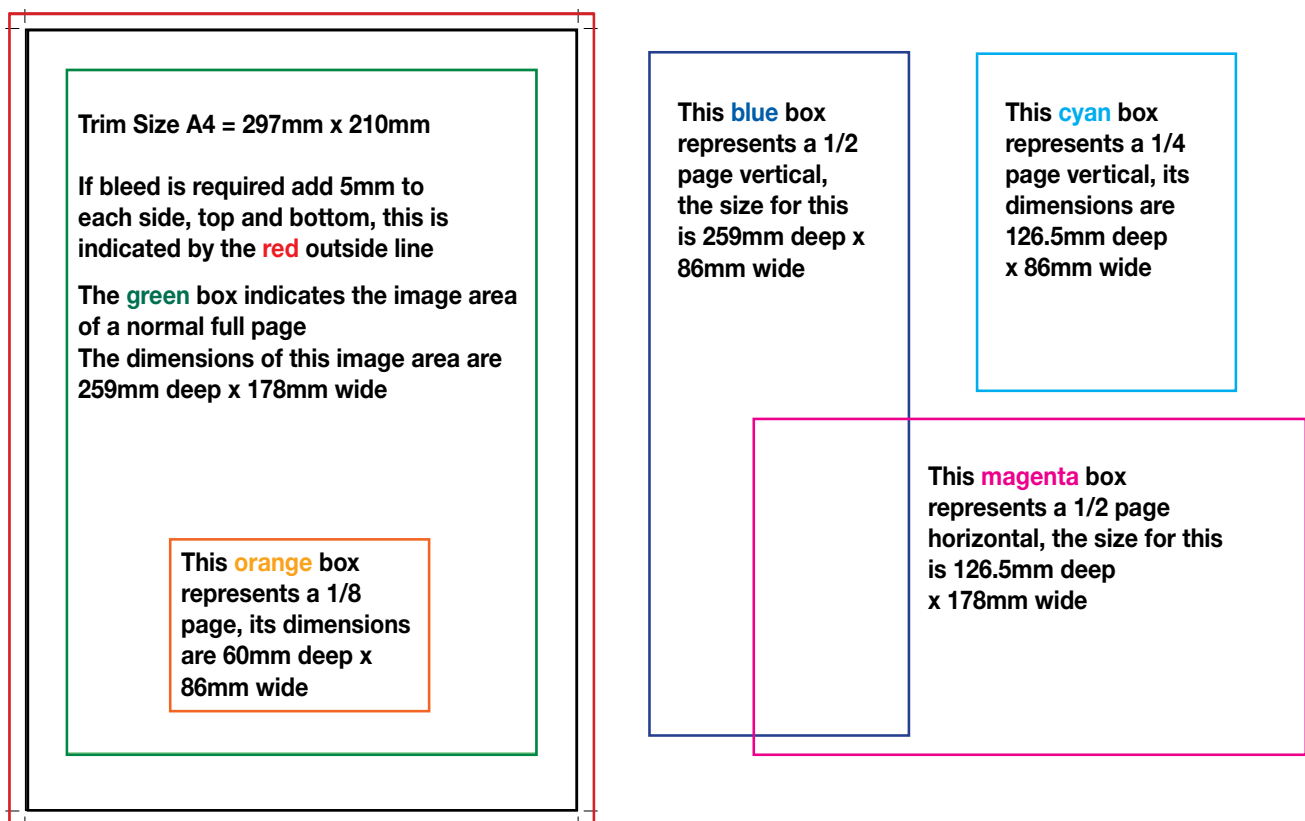 Trim Size A4 = 297mm x 210mm
If bleed is required add 5mm to
each side, top and bottom, this is
indicated by the red outside line
The green box indicates the image area
of a normal full page
The dimensions of this image area are
259mm deep x 178mm wide
This orange box
represents a 1/8
page, its dimensions
are 60mm deep x
86mm wide
This blue box
represents a 1/2
page vertical,
the size for this
is 259mm deep x
86mm wide
This cyan box
represents a 1/4
page vertical, its
dimensions are
126.5mm deep
x 86mm wide
This magenta box
represents a 1/2 page
horizontal, the size for this
is 126.5mm deep
x 178mm wide